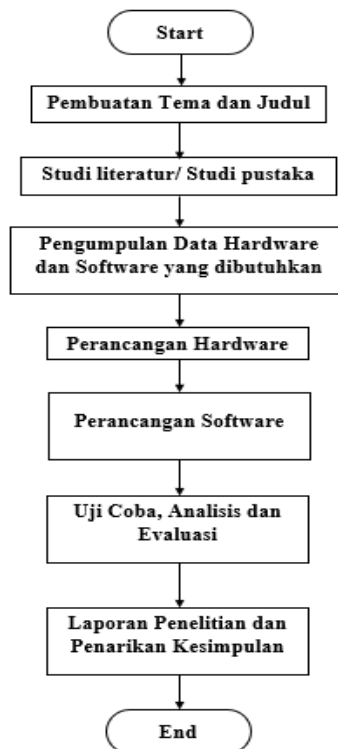 Start
Pembuatan Tema dan Judul
Studi literatur/ Studi pustaka
Pengumpulan Data Hardware
dan Software yang dibutuhkan
Perancangan Hardware
Perancangan Software
Uji Coba, Analisis dan
Evaluasi
Laporan Penelitian dan
Penarikan Kesimpulan
End